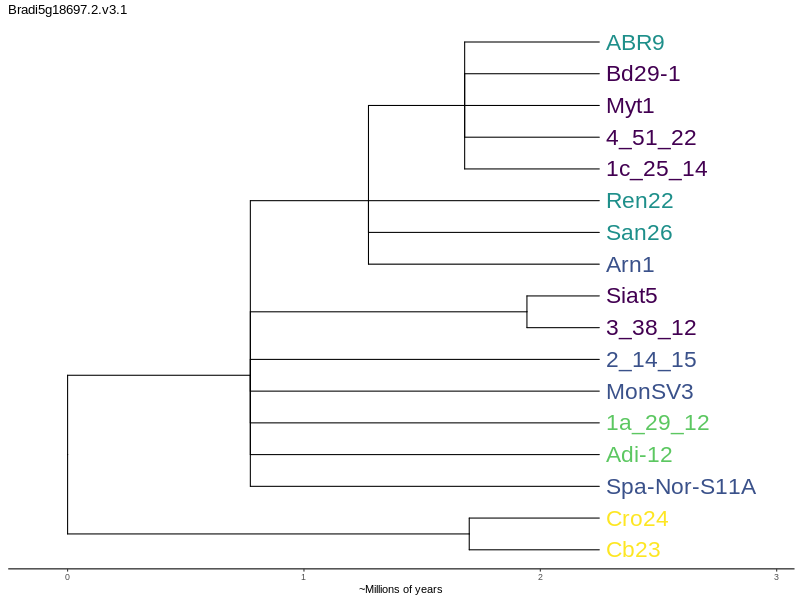 Bradi5g18697.2.v3.1
ABR9
Bd29-1
Myt1
4_51_22
1c_25_14
Ren22
San26
Arn1
Siat5
3_38_12
2_14_15
MonSV3
1a_29_12
Adi-12
Spa-Nor-S11A
Cro24
Cb23
0 1 2 3
~Millions of years